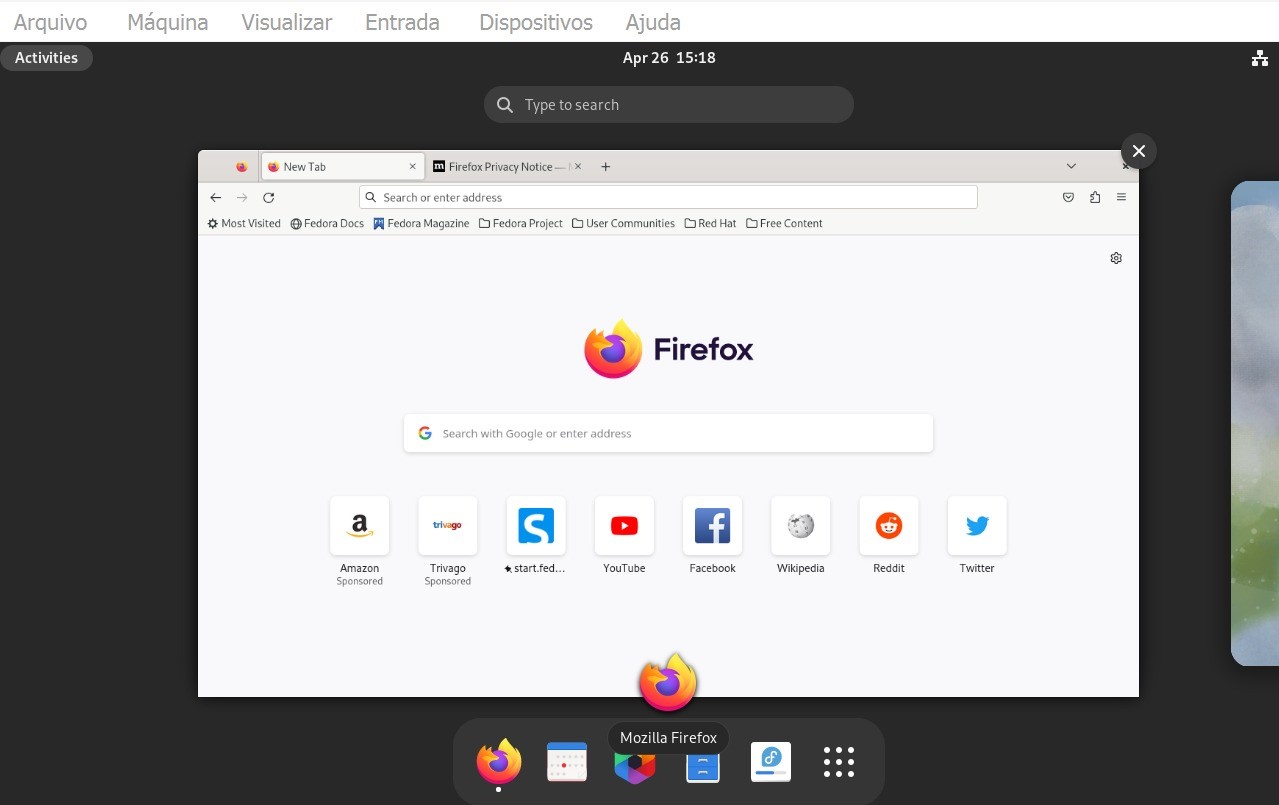 Arquivo Máquina Visualizar Entrada Dispositivos Ajuda
Activities Apr 26 15:18
Type to search
New Tab Firefox Privacy Notice —
Search or enter address
Most Visited Fedora Docs Fedora Magazine Fedora Project User Communities Red Hat Free Content
Firefox
Search with Google or enter address
a trivago S f
Amazon Trivago start.fed... YouTube Facebook Wikipedia Reddit Twitter
Sponsored Sponsored
Mozilla Firefox